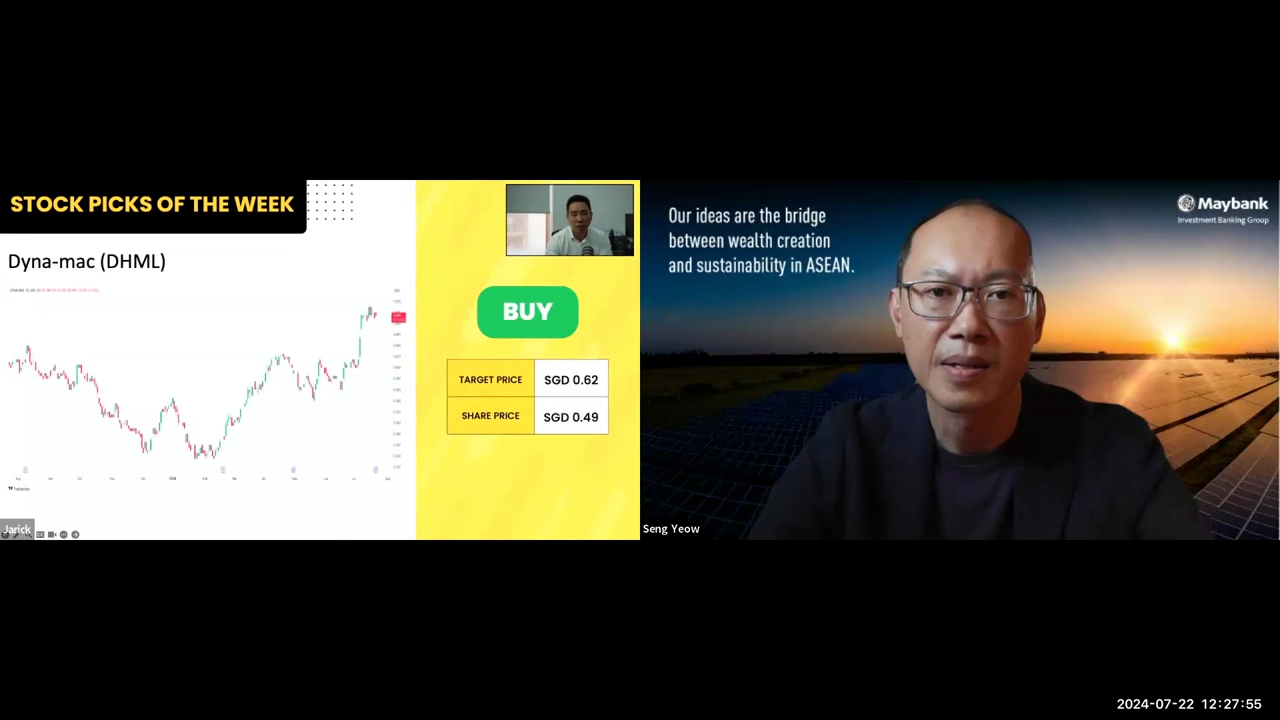 STOCK PICKS OF THE WEEK
Dyna-mac (DHML)
BUY
TARGET PRICE SGD 0.62
SHARE PRICE SGD 0.49
TradingView
Jarick
Our ideas are the bridge
between wealth creation
and sustainability in ASEAN.
Maybank
Investment Banking Group
Seng Yeow
2024-07-22 12:27:55